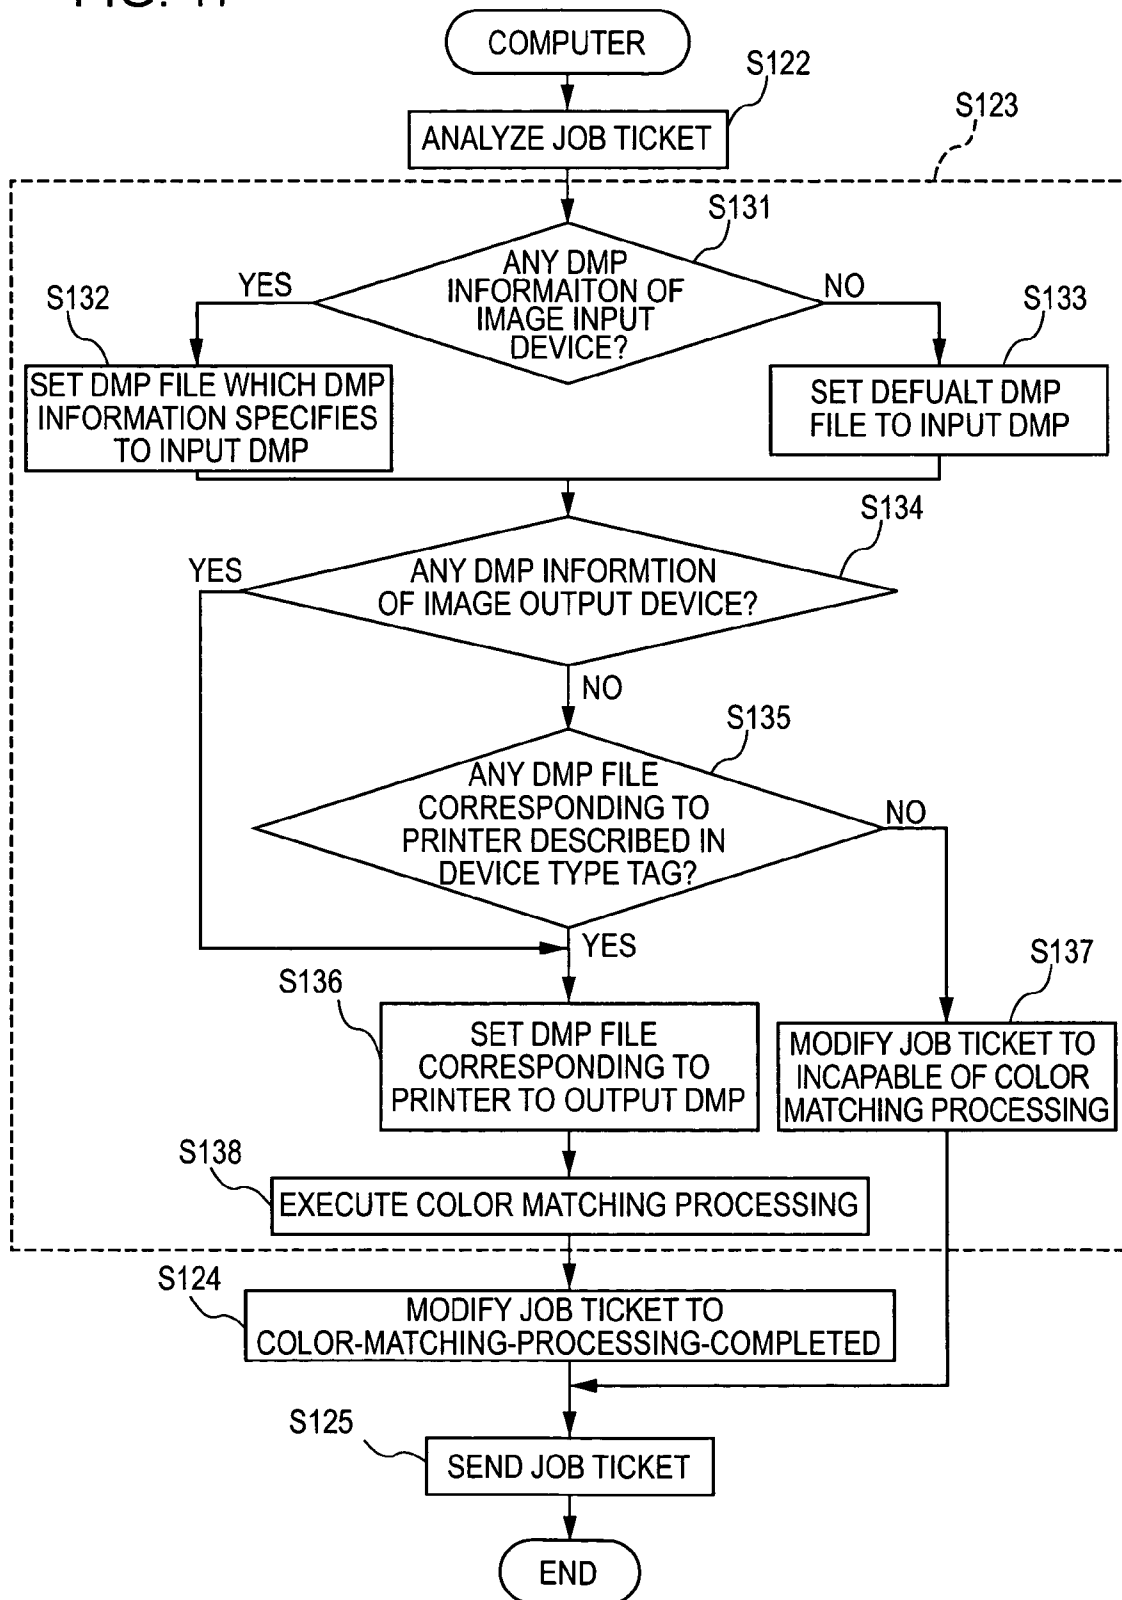 COMPUTER
S122
ANALYZE JOB TICKET
S123
S131
ANY DMP
INFORMAITON OF
IMAGE INPUT
DEVICE?
YES
NO
S132
S133
SET DMP FILE WHICH DMP
INFORMATION SPECIFIES
TO INPUT DMP
SET DEFUALT DMP
FILE TO INPUT DMP
S134
YES
ANY DMP INFORMTION
OF IMAGE OUTPUT DEVICE?
NO
S135
ANY DMP FILE
CORRESPONDING TO
PRINTER DESCRIBED IN
DEVICE TYPE TAG?
NO
YES
S136
S137
SET DMP FILE
CORRESPONDING TO
PRINTER TO OUTPUT DMP
MODIFY JOB TICKET TO
INCAPABLE OF COLOR
MATCHING PROCESSING
S138
EXECUTE COLOR MATCHING PROCESSING
S124
MODIFY JOB TICKET TO
COLOR-MATCHING-PROCESSING-COMPLETED
S125
SEND JOB TICKET
END